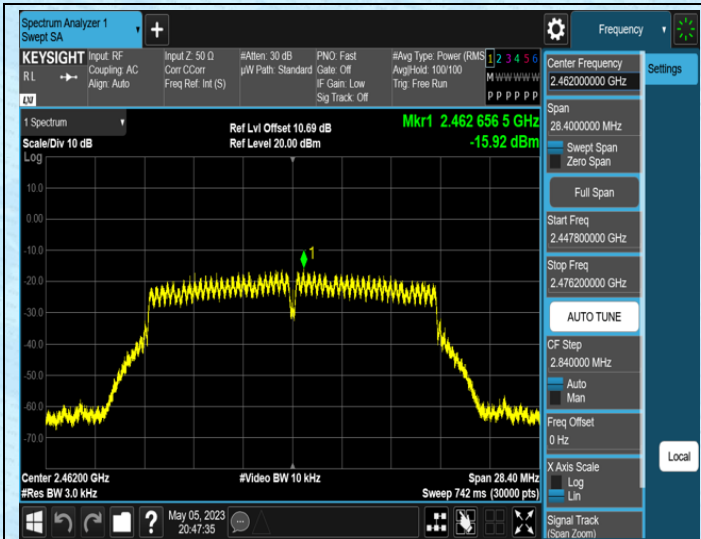 Spectrum Analyzer 1
Swept SA
Frequency
KEYSIGHT
RL
LXI
Input: RF
Coupling: AC
Align: Auto
Input Z: 50 Ω
Corr CCorr
Freq Ref: Int (S)
#Atten: 30 dB
µW Path: Standard
PNO: Fast
Gate: Off
IF Gain: Low
Sig Track: Off
#Avg Type: Power (RMS
Avg|Hold: 100/100
Trig: Free Run
1 2 3 4 5 6
M W W W W W
P P P P P P
Center Frequency
2.462000000 GHz
Settings
Span
28.4000000 MHz
Swept Span
Zero Span
Full Span
Start Freq
2.447800000 GHz
Stop Freq
2.476200000 GHz
AUTO TUNE
CF Step
2.840000 MHz
Auto
Man
Freq Offset
0 Hz
X Axis Scale
Log
Lin
Local
Signal Track
(Span Zoom)
1 Spectrum
Scale/Div 10 dB
Log
Ref Lvl Offset 10.69 dB
Ref Level 20.00 dBm
Mkr1 2.462 656 5 GHz
-15.92 dBm
10.0
0.00
-10.0
-20.0
-30.0
-40.0
-50.0
-60.0
-70.0
1
Center 2.46200 GHz
#Res BW 3.0 kHz
#Video BW 10 kHz
Span 28.40 MHz
Sweep 742 ms (30000 pts)
May 05, 2023
20:47:35